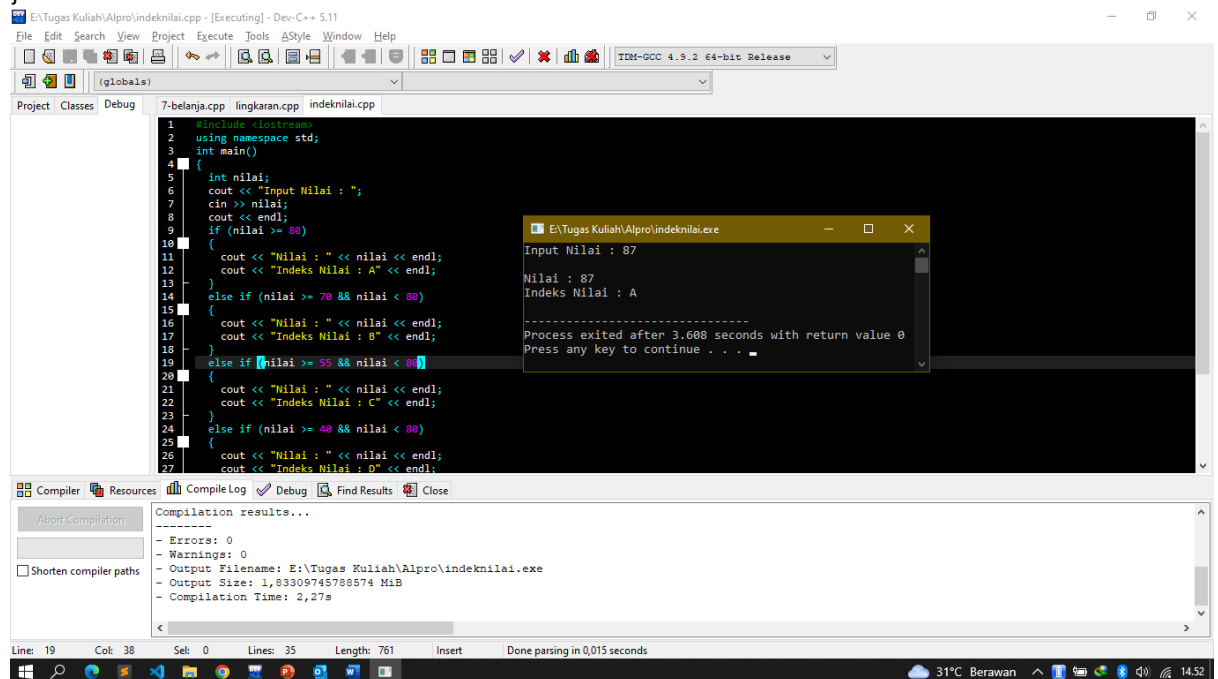 }
E:\Tugas Kuliah\Alpro\indeknilai.cpp - [Executing] - Dev-C++ 5.11
File Edit Search View Project Execute Tools AStyle Window Help
TDM-GCC 4.9.2 64-bit Release
(globals)
Project Classes Debug 7-belanja.cpp lingkaran.cpp indeknilai.cpp
1 #include <iostream>
2 using namespace std;
3 int main()
4 {
5 int nilai;
6 cout << "Input Nilai : ";
7 cin >> nilai;
8 cout << endl;
9 if (nilai >= 80)
10 {
11 cout << "Nilai : " << nilai << endl;
12 cout << "Indeks Nilai : A" << endl;
13 }
14 else if (nilai >= 70 && nilai < 80)
15 {
16 cout << "Nilai : " << nilai << endl;
17 cout << "Indeks Nilai : B" << endl;
18 }
19 else if (nilai >= 55 && nilai < 80)
20 {
21 cout << "Nilai : " << nilai << endl;
22 cout << "Indeks Nilai : C" << endl;
23 }
24 else if (nilai >= 40 && nilai < 80)
25 {
26 cout << "Nilai : " << nilai << endl;
27 cout << "Indeks Nilai : D" << endl;
E:\Tugas Kuliah\Alpro\indeknilai.exe
Input Nilai : 87
Nilai : 87
Indeks Nilai : A
--------------------------------
Process exited after 3.608 seconds with return value 0
Press any key to continue . . .
Compiler Resources Compile Log Debug Find Results Close
Abort Compilation
Shorten compiler paths
Compilation results...
--------
- Errors: 0
- Warnings: 0
- Output Filename: E:\Tugas Kuliah\Alpro\indeknilai.exe
- Output Size: 1,83309745788574 MiB
- Compilation Time: 2,27s
Line: 19 Col: 38 Sel: 0 Lines: 35 Length: 761 Insert Done parsing in 0,015 seconds
31°C Berawan 14.52